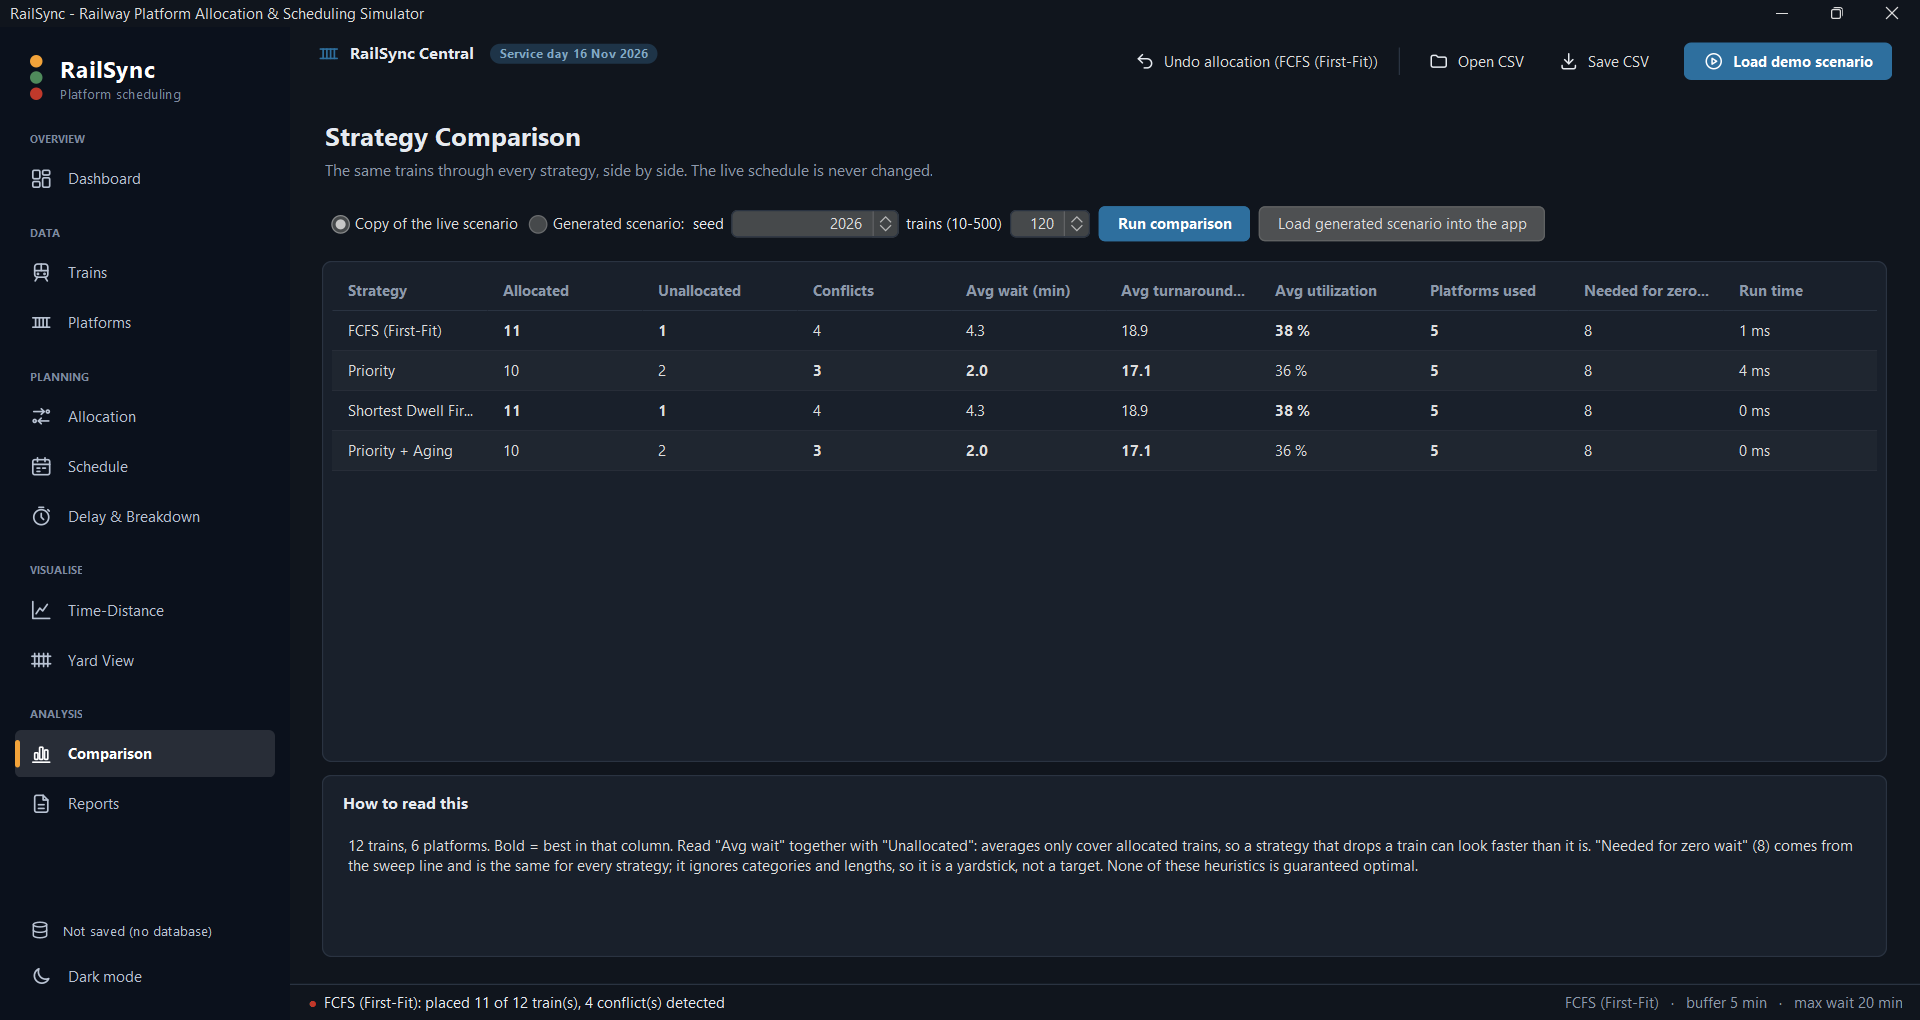 RailSync - Railway Platform Allocation & Scheduling Simulator
RailSync
Platform scheduling
OVERVIEW
Dashboard
DATA
Trains
Platforms
PLANNING
Allocation
Schedule
Delay & Breakdown
VISUALISE
Time-Distance
Yard View
ANALYSIS
Comparison
Reports
Not saved (no database)
Dark mode
RailSync Central Service day 16 Nov 2026
Undo allocation (FCFS (First-Fit)) Open CSV Save CSV Load demo scenario
Strategy Comparison
The same trains through every strategy, side by side. The live schedule is never changed.
Copy of the live scenario Generated scenario: seed 2026 trains (10-500) 120 Run comparison Load generated scenario into the app
Strategy Allocated Unallocated Conflicts Avg wait (min) Avg turnaround... Avg utilization Platforms used Needed for zero... Run time
FCFS (First-Fit) 11 1 4 4.3 18.9 38 % 5 8 1 ms
Priority 10 2 3 2.0 17.1 36 % 5 8 4 ms
Shortest Dwell Fir... 11 1 4 4.3 18.9 38 % 5 8 0 ms
Priority + Aging 10 2 3 2.0 17.1 36 % 5 8 0 ms
How to read this
12 trains, 6 platforms. Bold = best in that column. Read "Avg wait" together with "Unallocated": averages only cover allocated trains, so a strategy that drops a train can look faster than it is. "Needed for zero wait" (8) comes from
the sweep line and is the same for every strategy; it ignores categories and lengths, so it is a yardstick, not a target. None of these heuristics is guaranteed optimal.
FCFS (First-Fit): placed 11 of 12 train(s), 4 conflict(s) detected
FCFS (First-Fit) · buffer 5 min · max wait 20 min